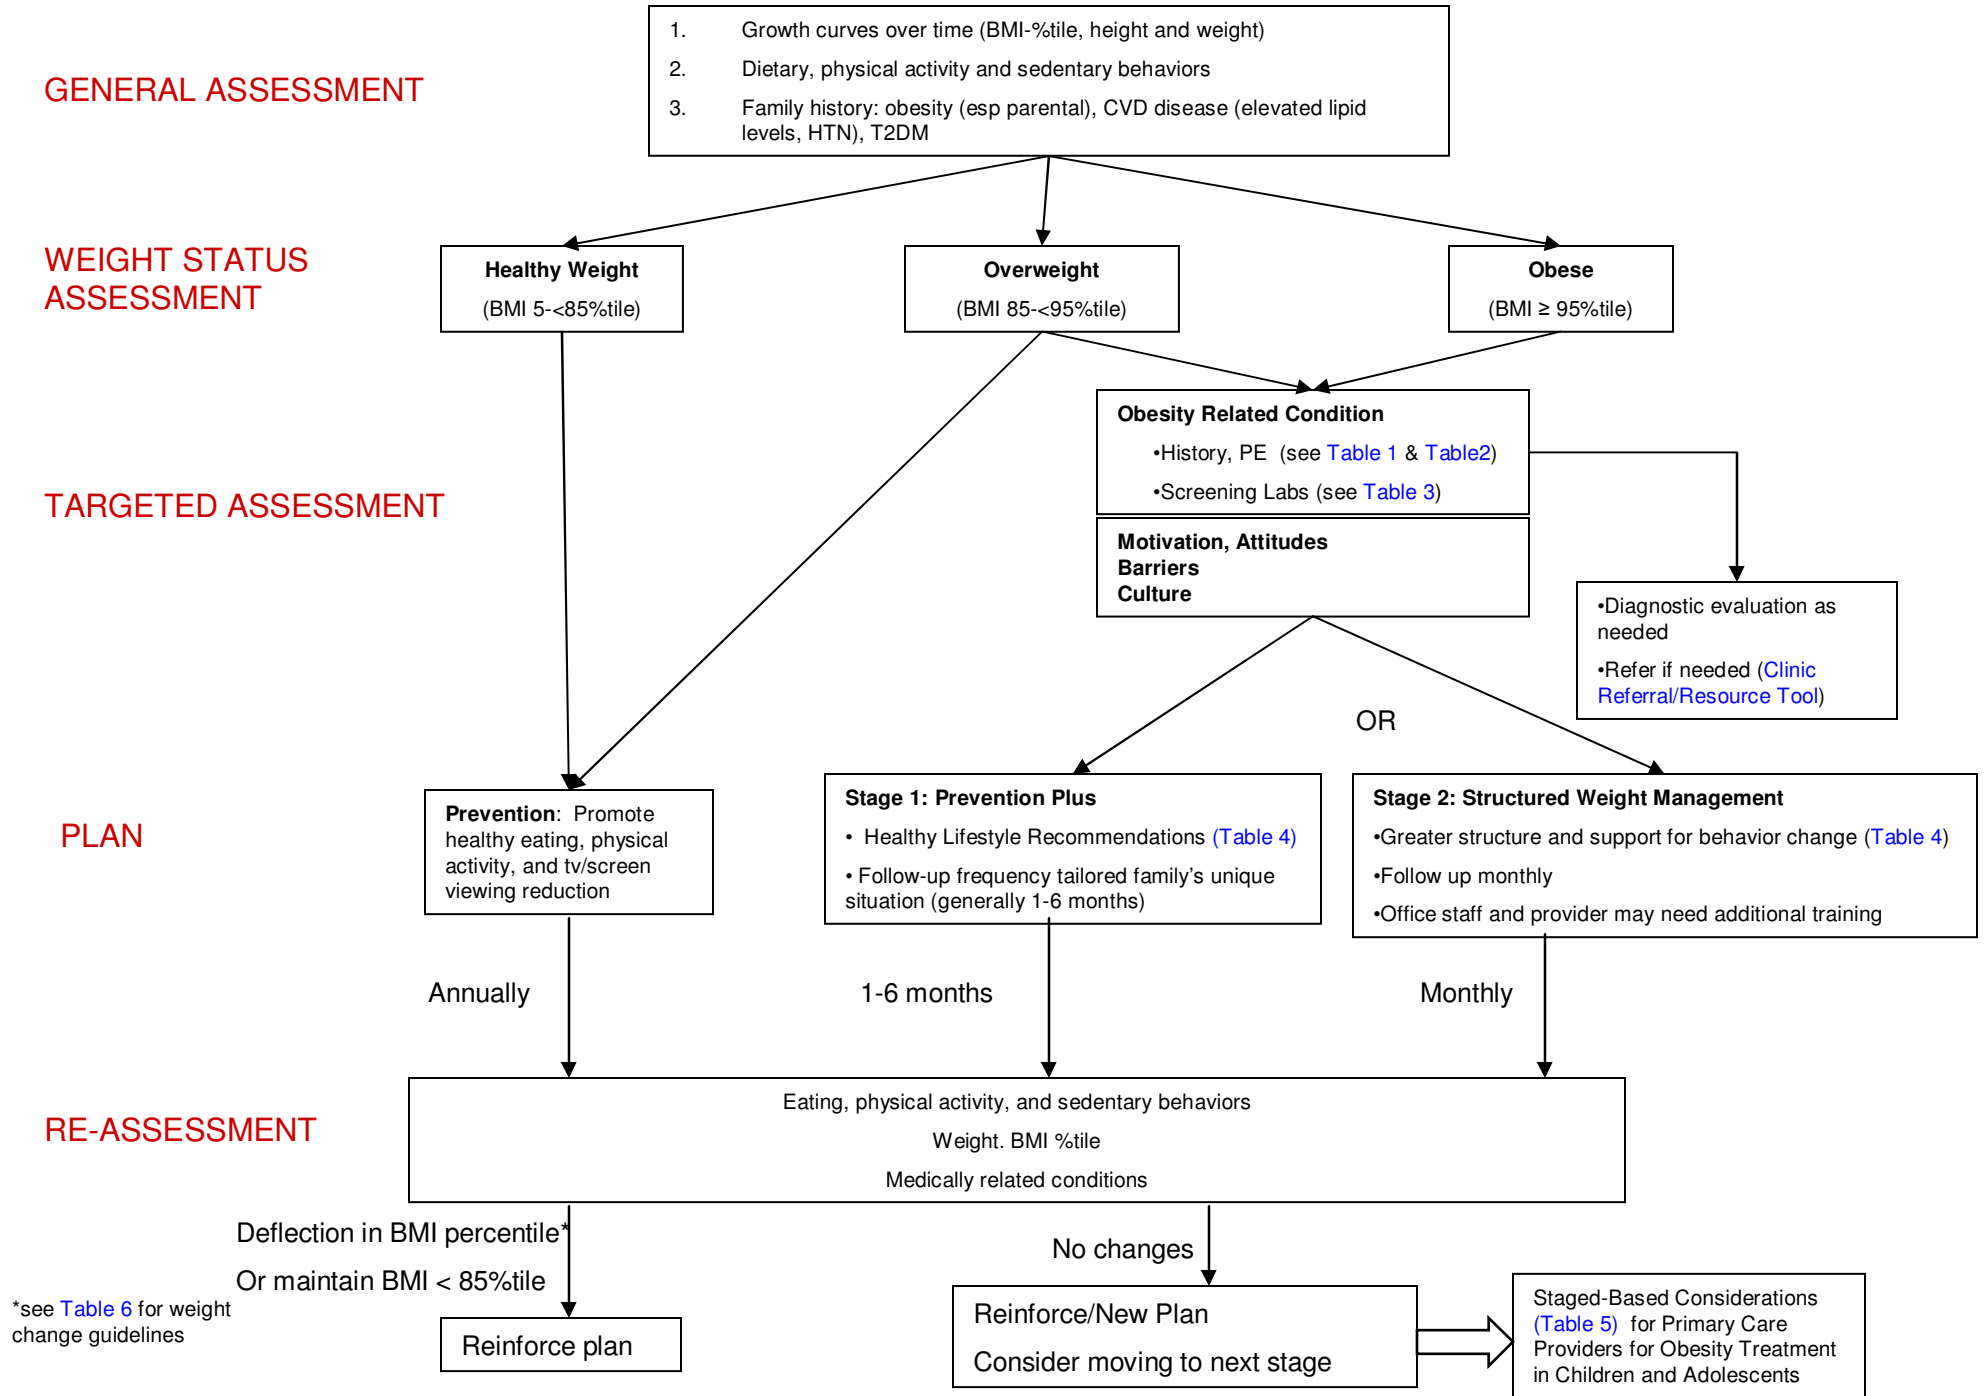 1. Growth curves over time (BMI-%tile, height and weight)
2. Dietary, physical activity and sedentary behaviors
3. Family history: obesity (esp parental), CVD disease (elevated lipid
levels, HTN), T2DM
GENERAL ASSESSMENT
WEIGHT STATUS
ASSESSMENT
Healthy Weight
(BMI 5-<85%tile)
Overweight
(BMI 85-<95%tile)
Obese
(BMI ≥ 95%tile)
TARGETED ASSESSMENT
Obesity Related Condition
•History, PE (see Table 1 & Table2)
•Screening Labs (see Table 3)
Motivation, Attitudes
Barriers
Culture
•Diagnostic evaluation as
needed
•Refer if needed (Clinic
Referral/Resource Tool)
OR
PLAN
Prevention: Promote
healthy eating, physical
activity, and tv/screen
viewing reduction
Stage 1: Prevention Plus
• Healthy Lifestyle Recommendations (Table 4)
• Follow-up frequency tailored family's unique
situation (generally 1-6 months)
Stage 2: Structured Weight Management
•Greater structure and support for behavior change (Table 4)
•Follow up monthly
•Office staff and provider may need additional training
Annually
1-6 months
Monthly
RE-ASSESSMENT
Eating, physical activity, and sedentary behaviors
Weight. BMI %tile
Medically related conditions
Deflection in BMI percentile*
Or maintain BMI < 85%tile
No changes
*see Table 6 for weight
change guidelines
Reinforce plan
Reinforce/New Plan
Consider moving to next stage
Staged-Based Considerations
(Table 5) for Primary Care
Providers for Obesity Treatment
in Children and Adolescents